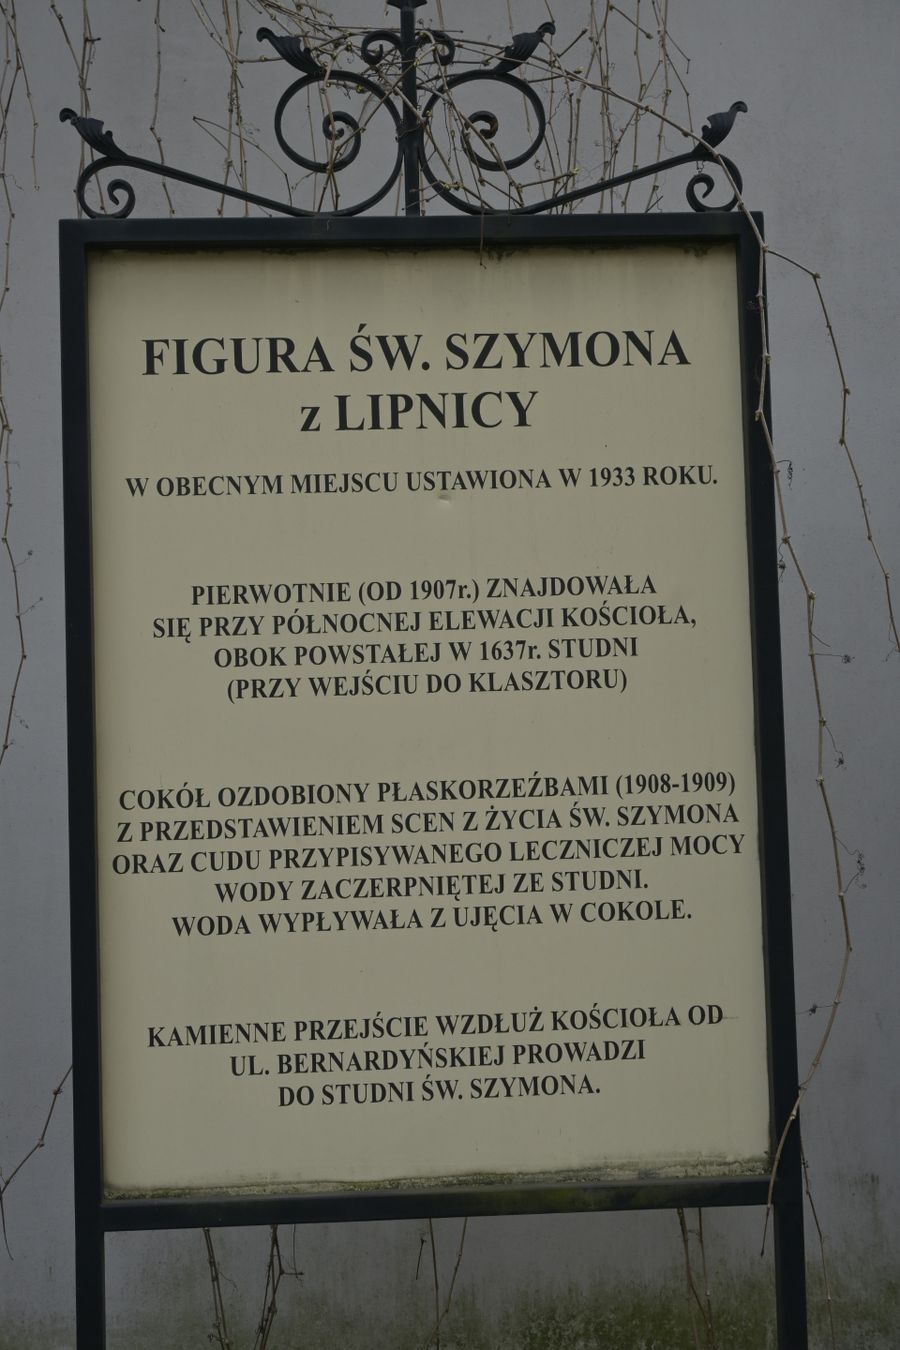 FIGURA ŚW. SZYMONA
z LIPNICY
W OBECNYM MIEJSCU USTAWIONA W 1933 ROKU.
PIERWOTNIE (OD 1907r.) ZNAJDOWAŁA
SIĘ PRZY PÓŁNOCNEJ ELEWACJI KOŚCIOŁA,
OBOK POWSTAŁEJ W 1637r. STUDNI
(PRZY WEJŚCIU DO KLASZTORU)
COKÓŁ OZDOBIONY PŁASKORZEŹBAMI (1908-1909)
Z PRZEDSTAWIENIEM SCEN Z ŻYCIA ŚW. SZYMONA
ORAZ CUDU PRZYPISYWANEGO LECZNICZEJ MOCY
WODY ZACZERPNIĘTEJ ZE STUDNI.
WODA WYPŁYWAŁA Z UJĘCIA W COKOLE.
KAMIENNE PRZEJŚCIE WZDŁUŻ KOŚCIOŁA OD
UL. BERNARDYŃSKIEJ PROWADZI
DO STUDNI ŚW. SZYMONA.